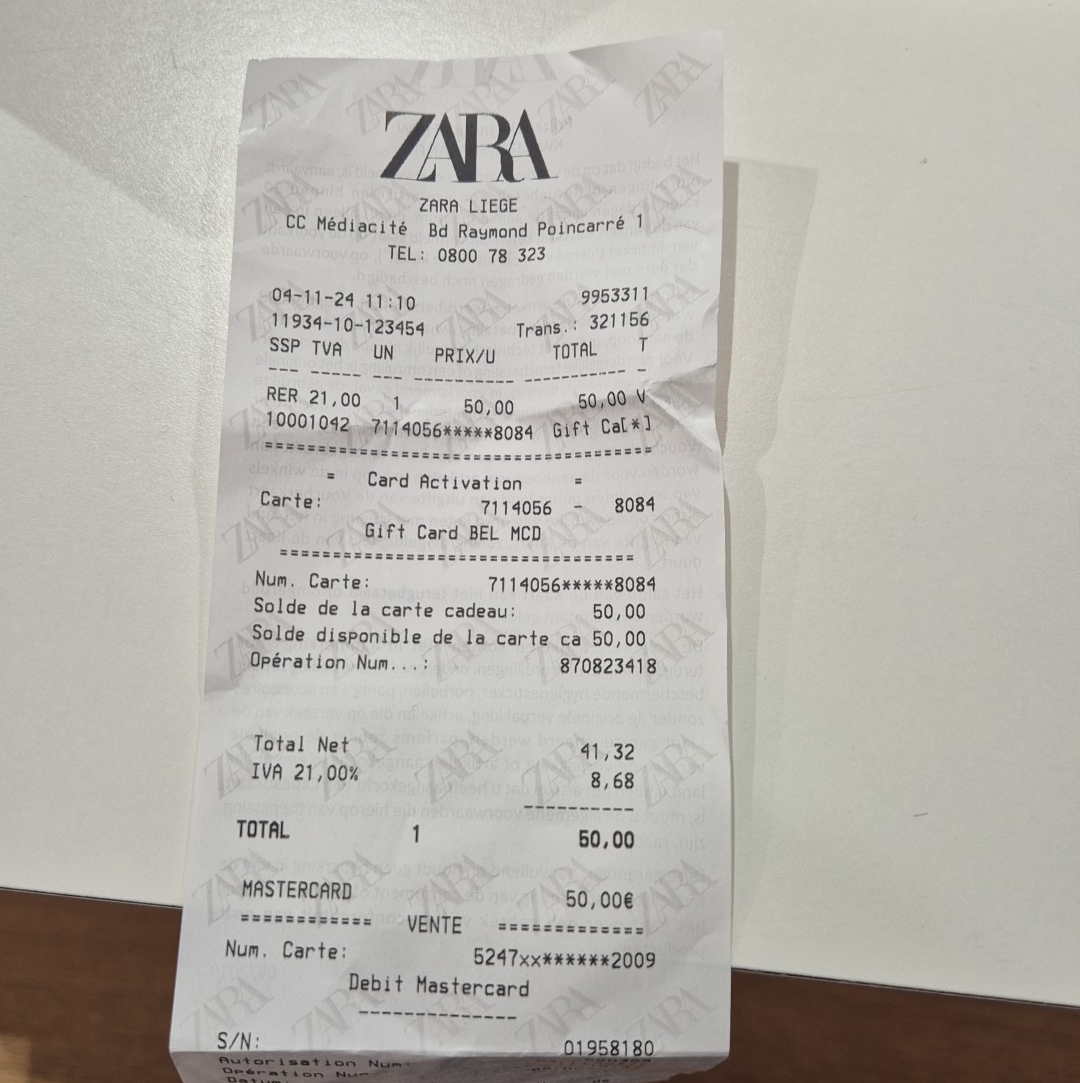 ZARA
ZARA LIEGE
CC Médiacité Bd Raymond Poincarré 1
TEL: 0800 78 323
04-11-24 11:10 9953311
11934-10-123454 Trans.: 321156
SSP TVA UN PRIX/U TOTAL T
--- ----- --- ---------- ---------- -
RER 21,00 1 50,00 50,00 V
10001042 7114056*****8084 Gift Ca[*]
====================================
= Card Activation =
Carte: 7114056 - 8084
Gift Card BEL MCD
==================================
Num. Carte: 7114056*****8084
Solde de la carte cadeau: 50,00
Solde disponible de la carte ca 50,00
Opération Num...: 870823418
Total Net 41,32
IVA 21,00% 8,68
----------
TOTAL 1 50,00
MASTERCARD 50,00€
============ VENTE =============
Num. Carte: 5247xx******2009
Debit Mastercard
--------------
S/N: 01958180
Autorisation Num
Opération Num
Datum: